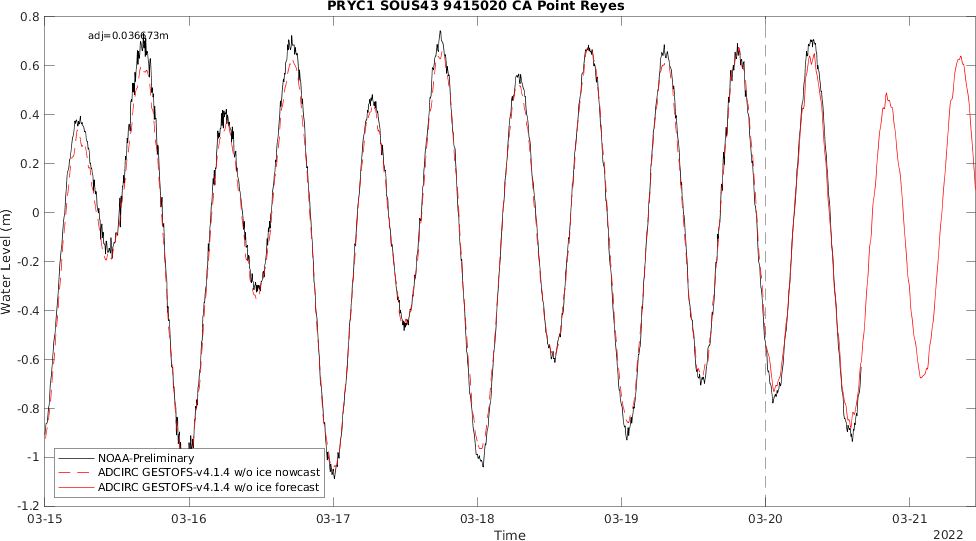 PRYC1 SOUS43 9415020 CA Point Reyes
adj=0.036673m
0.8
0.6
0.4
0.2
0
-0.2
-0.4
-0.6
-0.8
-1
-1.2
Water Level (m)
NOAA-Preliminary
ADCIRC GESTOFS-v4.1.4 w/o ice nowcast
ADCIRC GESTOFS-v4.1.4 w/o ice forecast
03-15 03-16 03-17 03-18 03-19 03-20 03-21
Time
2022